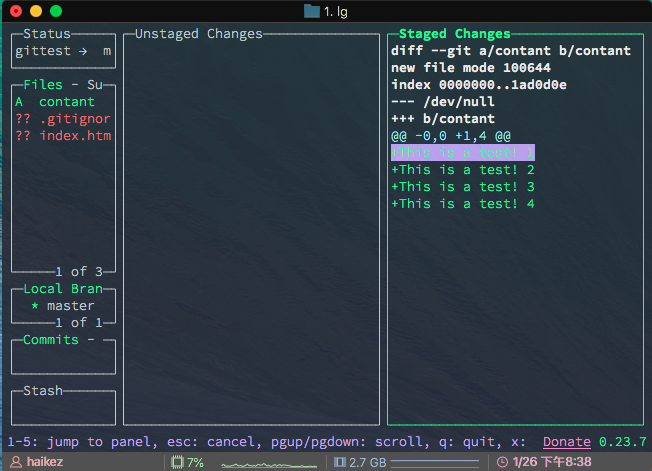 1. lg
Status
gittest → m
Files - Su
A contant
?? .gitignor
?? index.htm
1 of 3
Local Bran
* master
1 of 1
Commits -
Stash
Unstaged Changes
Staged Changes
diff --git a/contant b/contant
new file mode 100644
index 0000000..1ad0d0e
--- /dev/null
+++ b/contant
@@ -0,0 +1,4 @@
+This is a test! 1
+This is a test! 2
+This is a test! 3
+This is a test! 4
1-5: jump to panel, esc: cancel, pgup/pgdown: scroll, q: quit, x: Donate 0.23.7
haikez 7% 2.7 GB 1/26 下午8:38